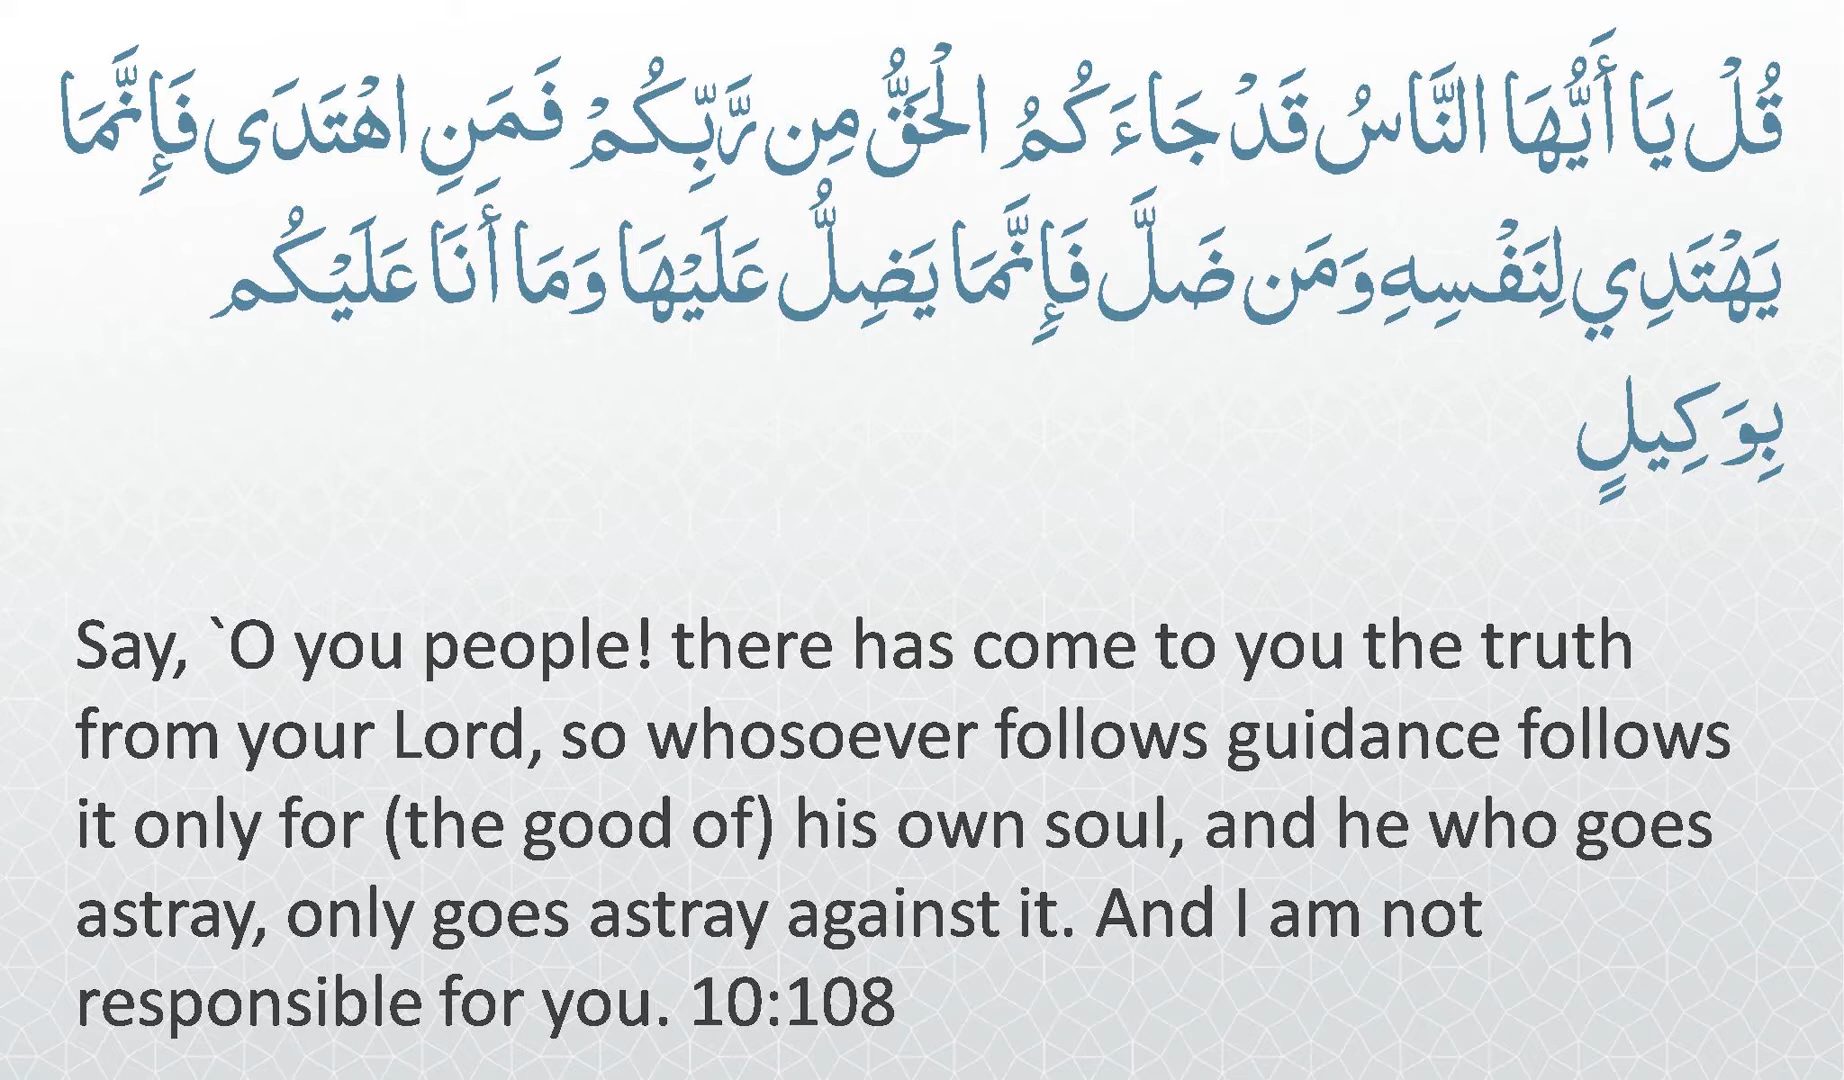 قُلْ يَا أَيُّهَا النَّاسُ قَدْ جَاءَكُمُ الْحَقُّ مِن رَّبِّكُمْ فَمَنِ اهْتَدَى فَإِنَّمَا
يَهْتَدِي لِنَفْسِهِ وَمَن ضَلَّ فَإِنَّمَا يَضِلُّ عَلَيْهَا وَمَا أَنَا عَلَيْكُم
بِوَكِيلٍ
Say, `O you people! there has come to you the truth
from your Lord, so whosoever follows guidance follows
it only for (the good of) his own soul, and he who goes
astray, only goes astray against it. And I am not
responsible for you. 10:108